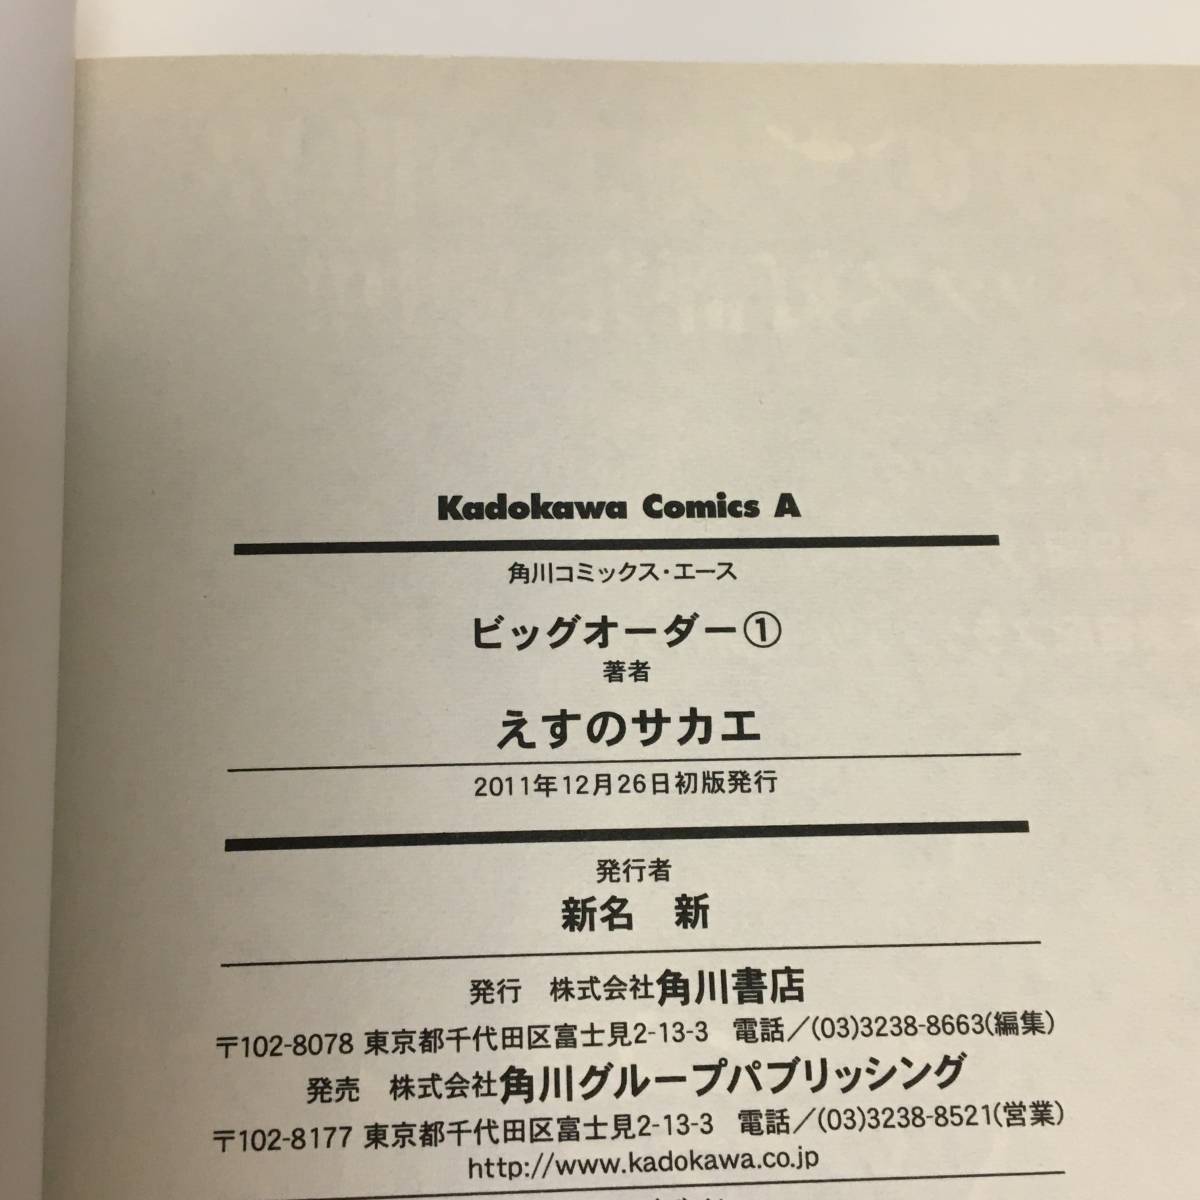 Kadokawa Comics A
角川コミックス・エース
ビッグオーダー①
著者
えすのサカエ
2011年12月26日初版発行
発行者
新名　新
発行　株式会社角川書店
〒102-8078 東京都千代田区富士見2-13-3　電話／(03)3238-8663(編集)
発売　株式会社角川グループパブリッシング
〒102-8177 東京都千代田区富士見2-13-3　電話／(03)3238-8521(営業)
http://www.kadokawa.co.jp